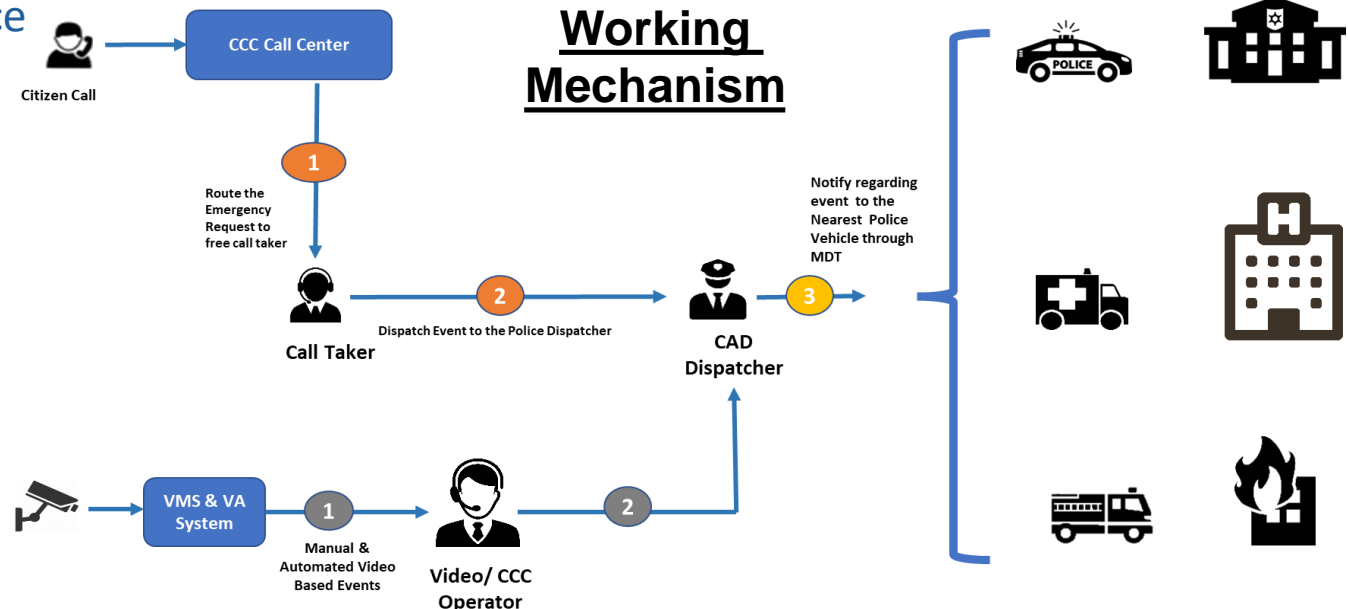 ce
Working
Mechanism
CCC Call Center
Citizen Call
1
Route the
Emergency
Request to
free call taker
Call Taker
2
Dispatch Event to the Police Dispatcher
CAD
Dispatcher
3
Notify regarding
event to the
Nearest Police
Vehicle through
MDT
POLICE
H
VMS & VA
System
1
Manual &
Automated Video
Based Events
Video/ CCC
Operator
2